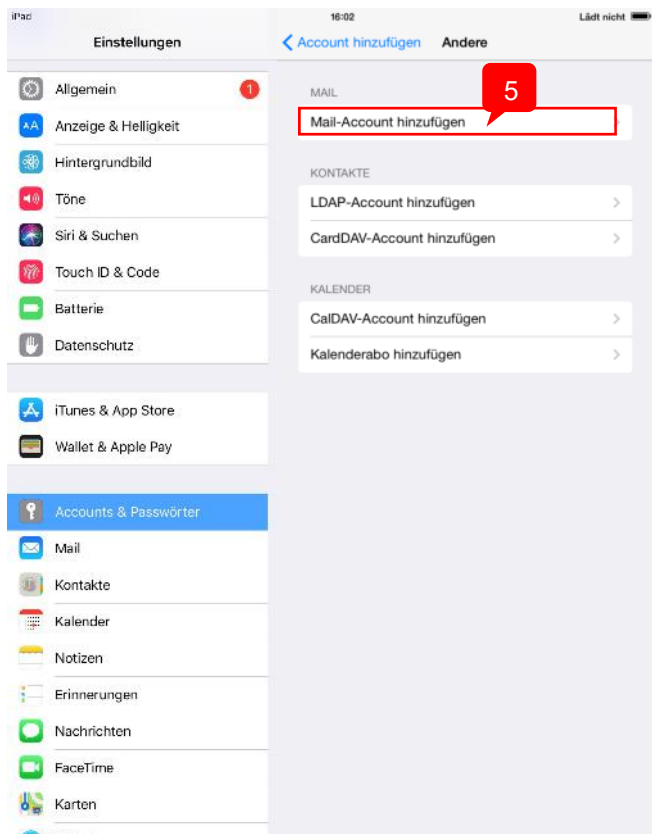 iPad 16:02 Lädt nicht
Einstellungen
Allgemein 1
Anzeige & Helligkeit
Hintergrundbild
Töne
Siri & Suchen
Touch ID & Code
Batterie
Datenschutz
iTunes & App Store
Wallet & Apple Pay
Accounts & Passwörter
Mail
Kontakte
Kalender
Notizen
Erinnerungen
Nachrichten
FaceTime
Karten
Account hinzufügen Andere
5
MAIL
Mail-Account hinzufügen
KONTAKTE
LDAP-Account hinzufügen
CardDAV-Account hinzufügen
KALENDER
CalDAV-Account hinzufügen
Kalenderabo hinzufügen